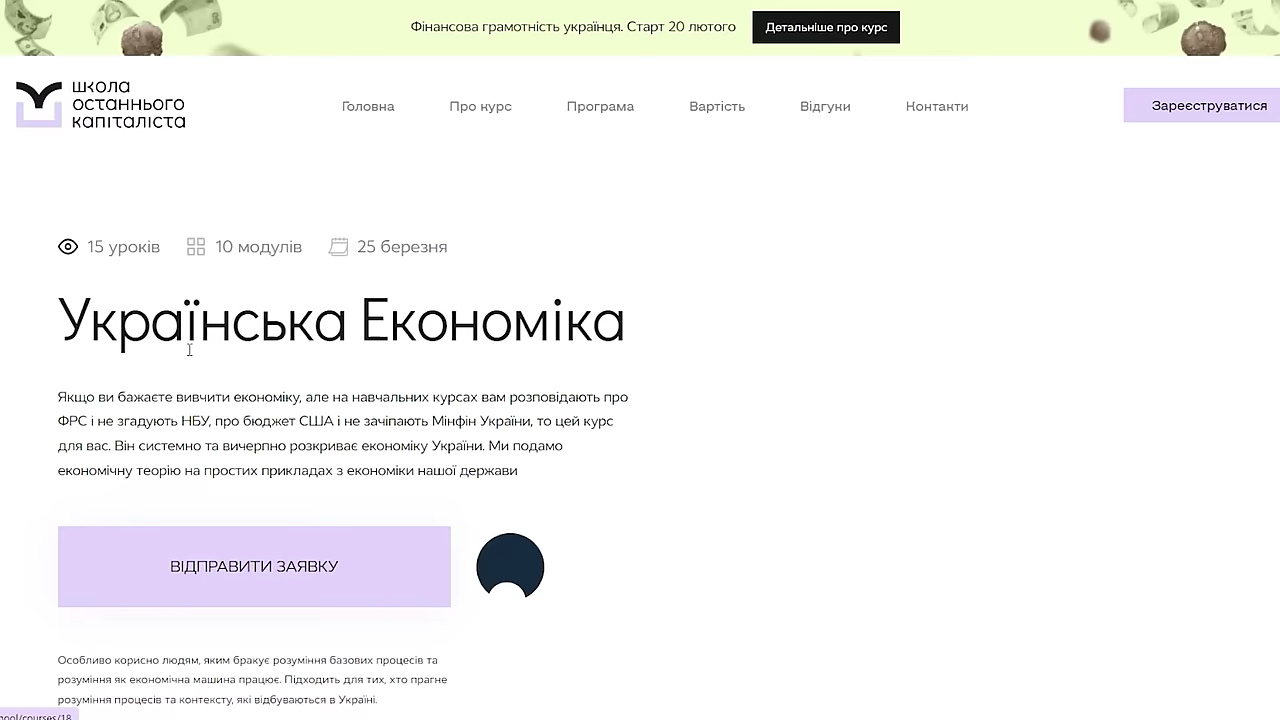 Фінансова грамотність українця. Старт 20 лютого
Детальніше про курс
школа
останнього
капіталіста
Головна
Про курс
Програма
Вартість
Відгуки
Контакти
Зареєструватися
15 уроків
10 модулів
25 березня
Українська Економіка
Якщо ви бажаєте вивчити економіку, але на навчальних курсах вам розповідають про
ФРС і не згадують НБУ, про бюджет США і не зачіпають Мінфін України, то цей курс
для вас. Він системно та вичерпно розкриває економіку України. Ми подамо
економічну теорію на простих прикладах з економіки нашої держави
ВІДПРАВИТИ ЗАЯВКУ
Особливо корисно людям, яким бракує розуміння базових процесів та
розуміння як економічна машина працює. Підходить для тих, хто прагне
розуміння процесів та контексту, які відбуваються в Україні.
hool/courses/18